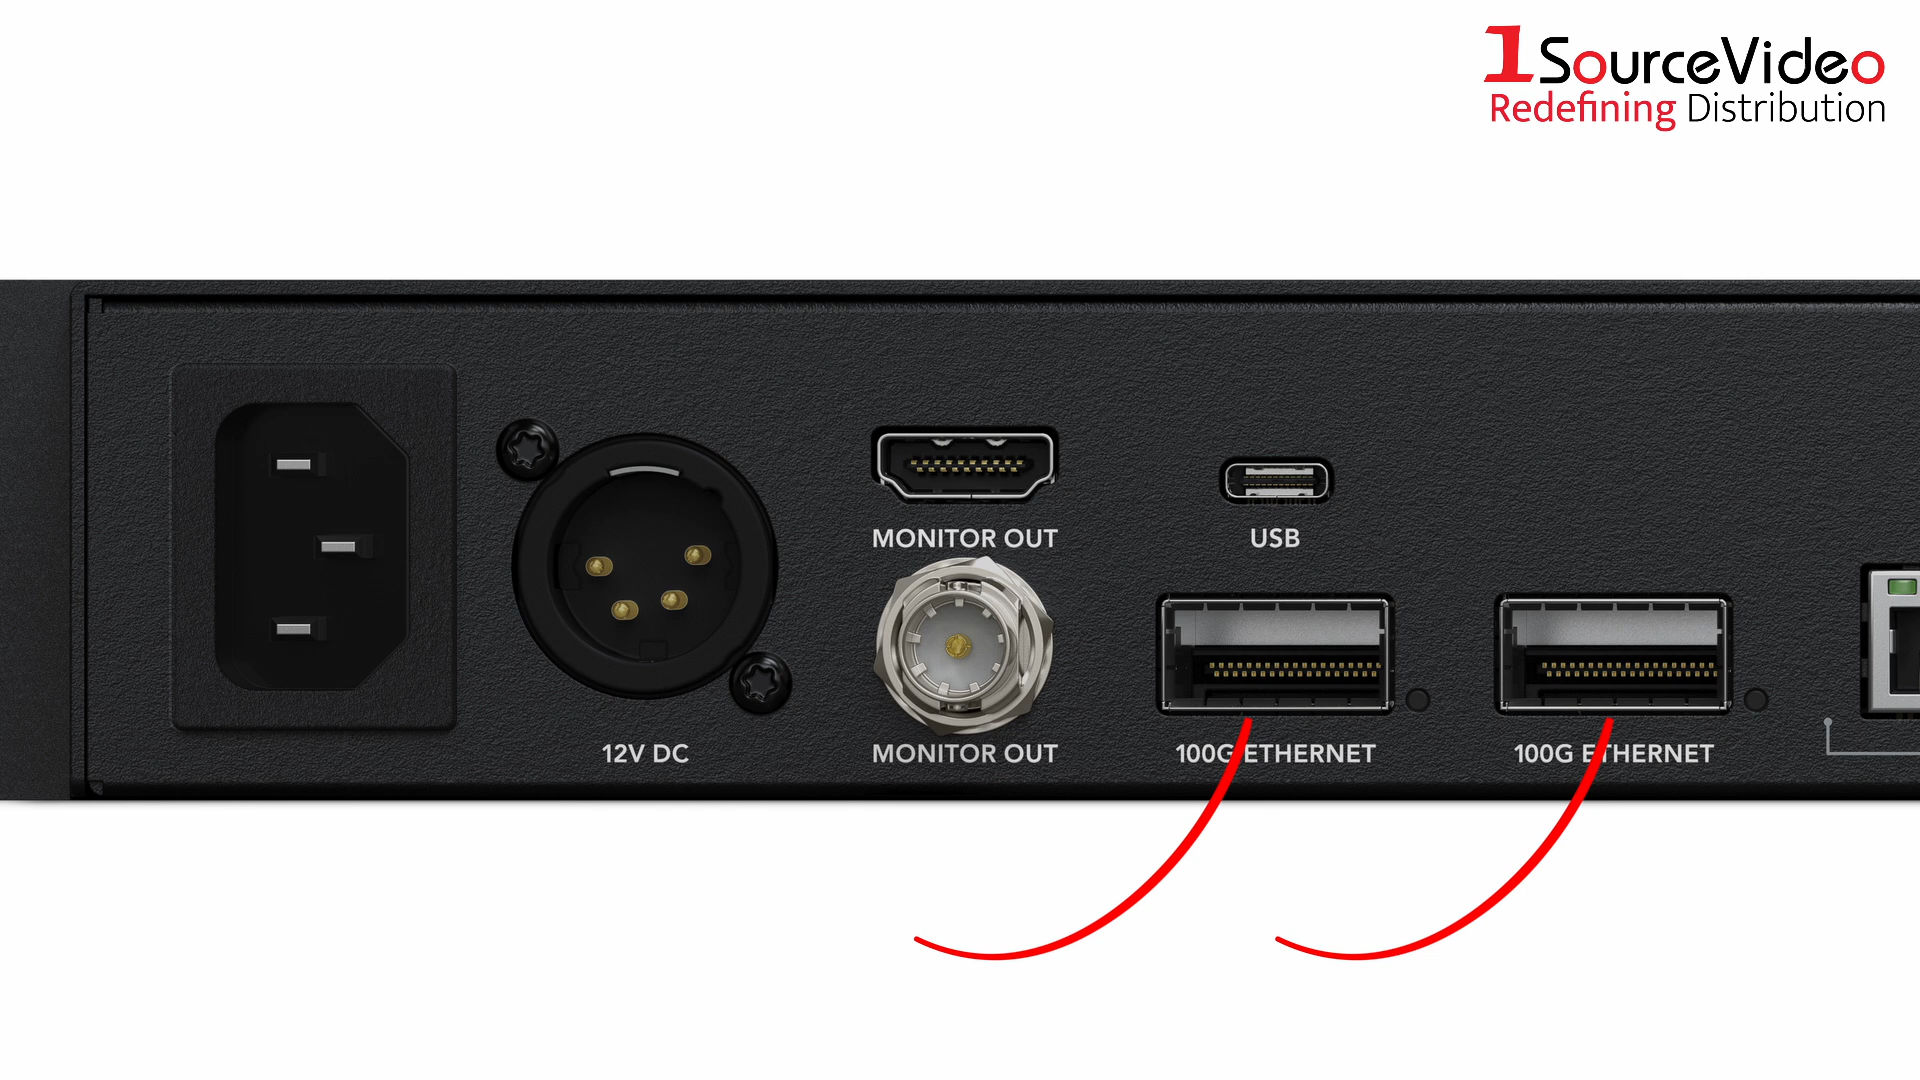 1SourceVideo
Redefining Distribution
MONITOR OUT
USB
12V DC
MONITOR OUT
100G ETHERNET
100G ETHERNET